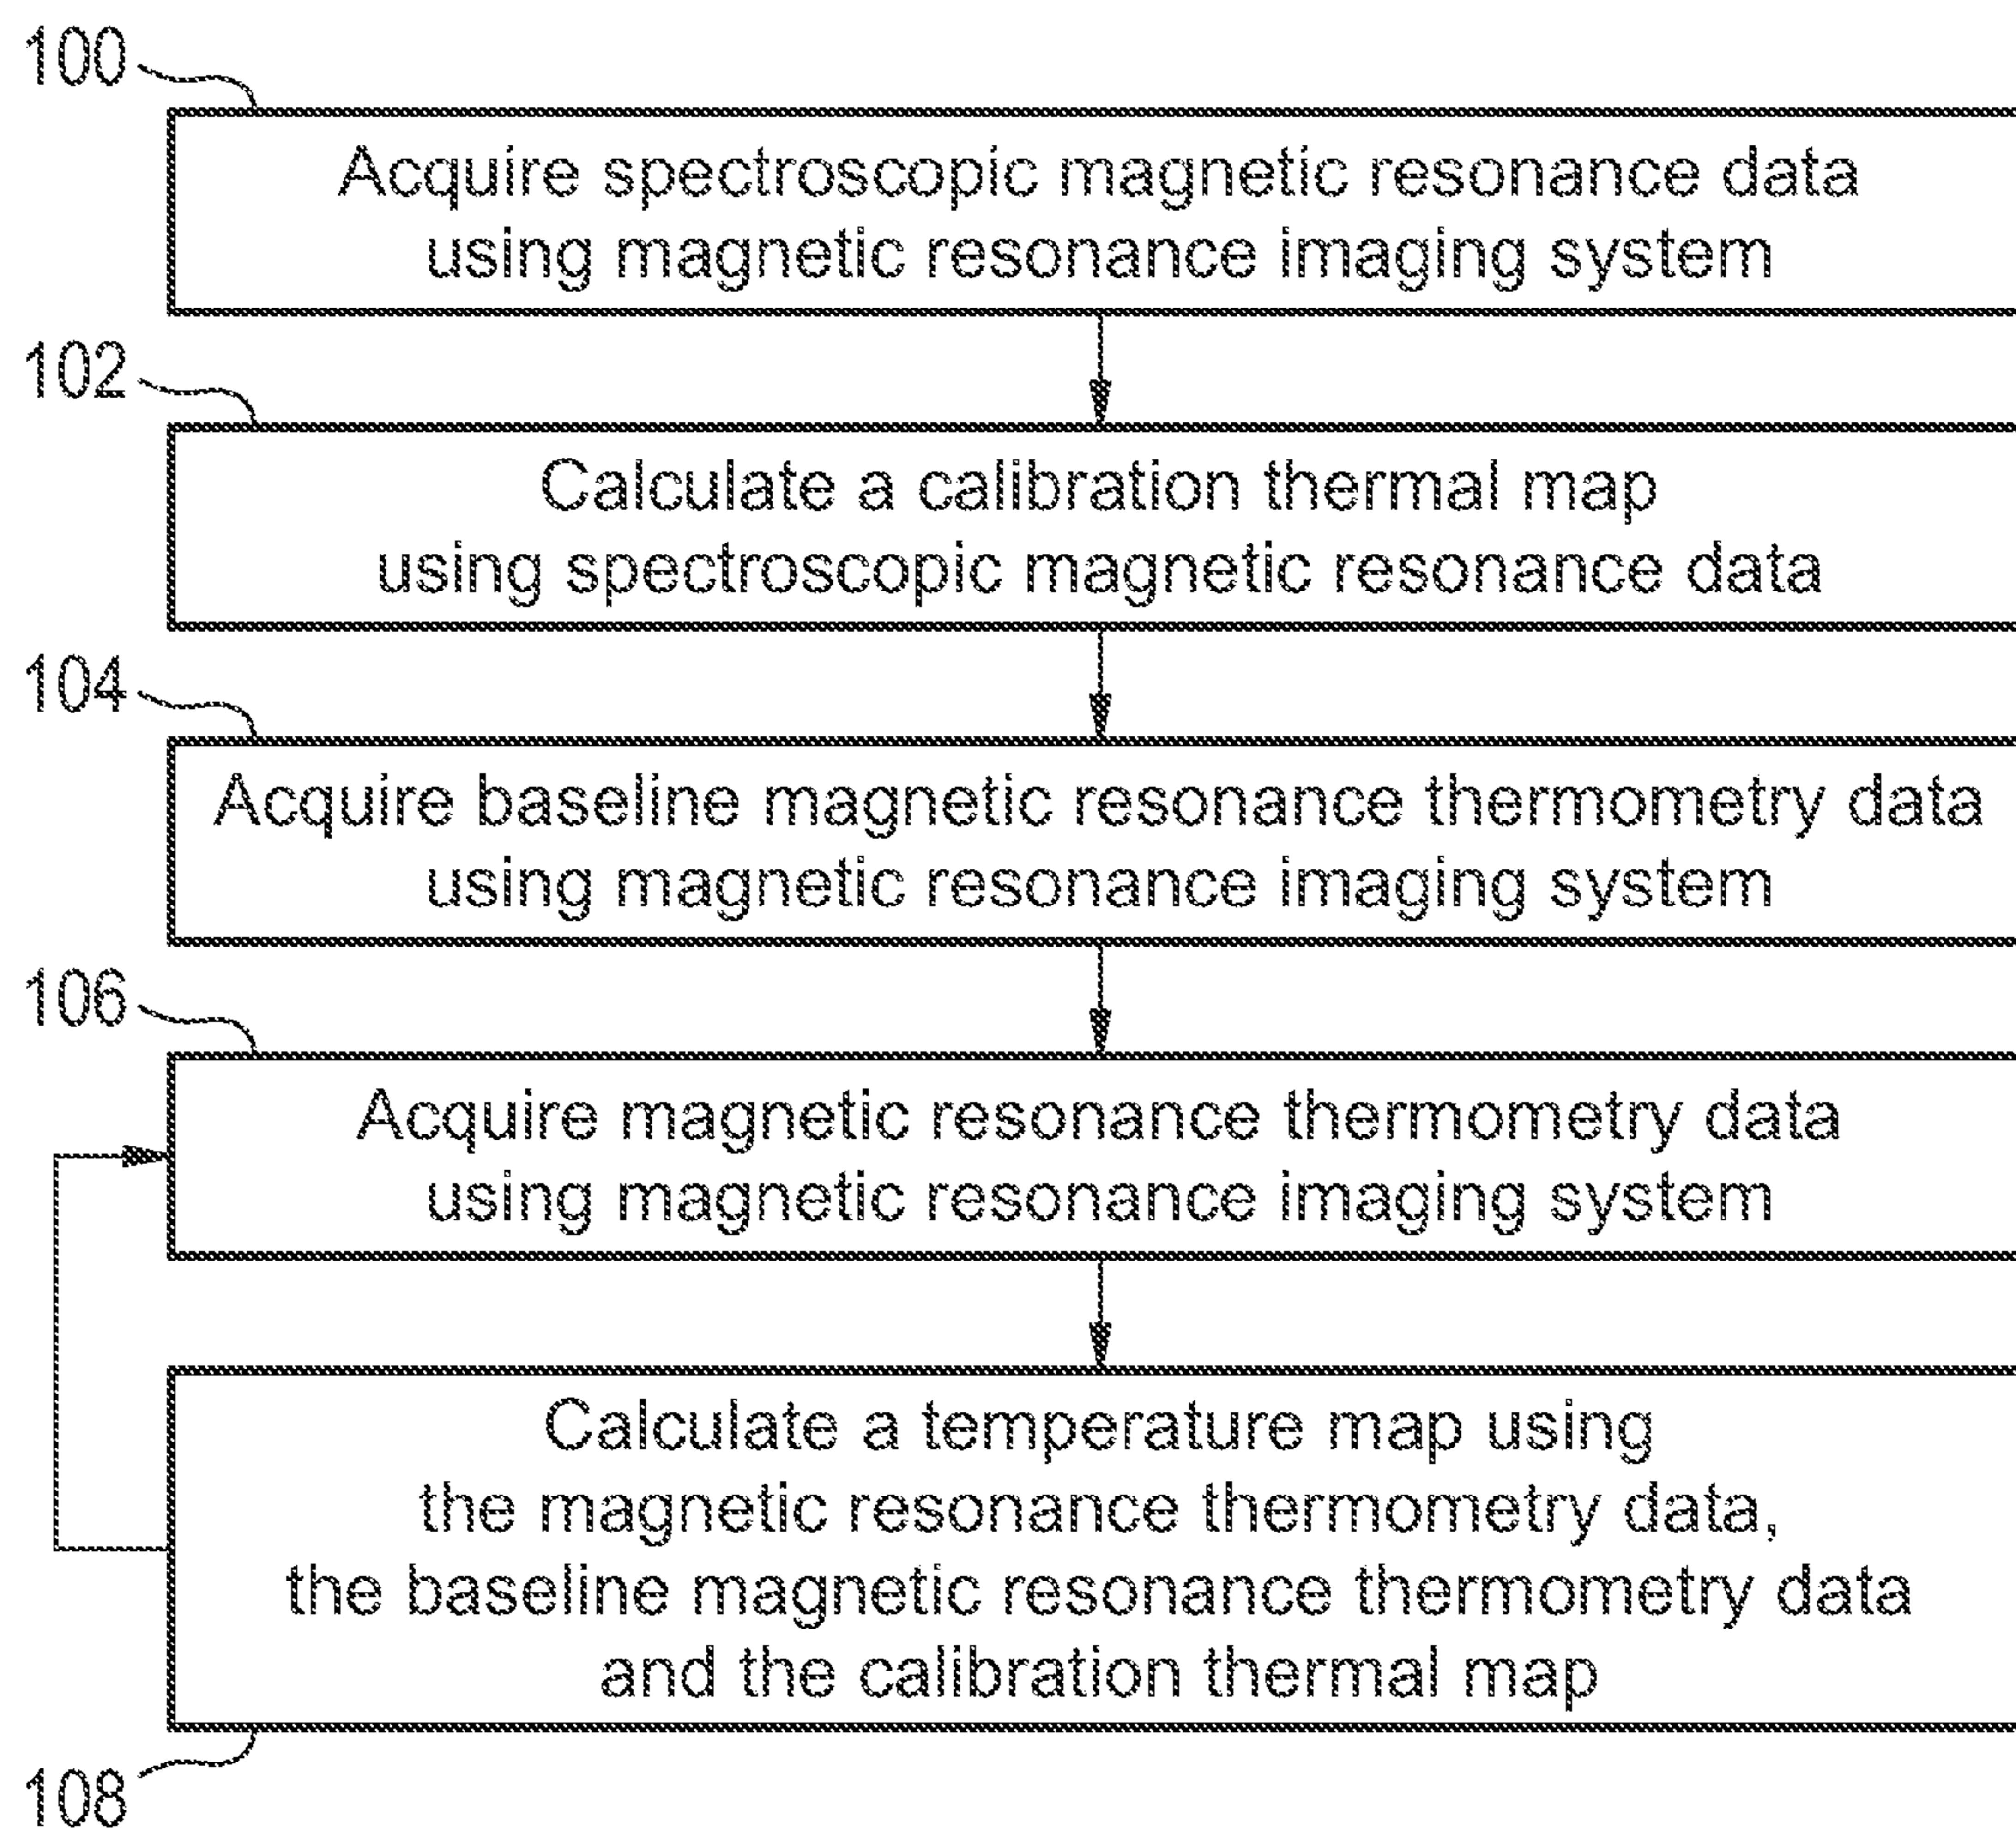 100
Acquire spectroscopic magnetic resonance data
using magnetic resonance imaging system
102
Calculate a calibration thermal map
using spectroscopic magnetic resonance data
104
Acquire baseline magnetic resonance thermometry data
using magnetic resonance imaging system
106
Acquire magnetic resonance thermometry data
using magnetic resonance imaging system
Calculate a temperature map using
the magnetic resonance thermometry data,
the baseline magnetic resonance thermometry data
and the calibration thermal map
108